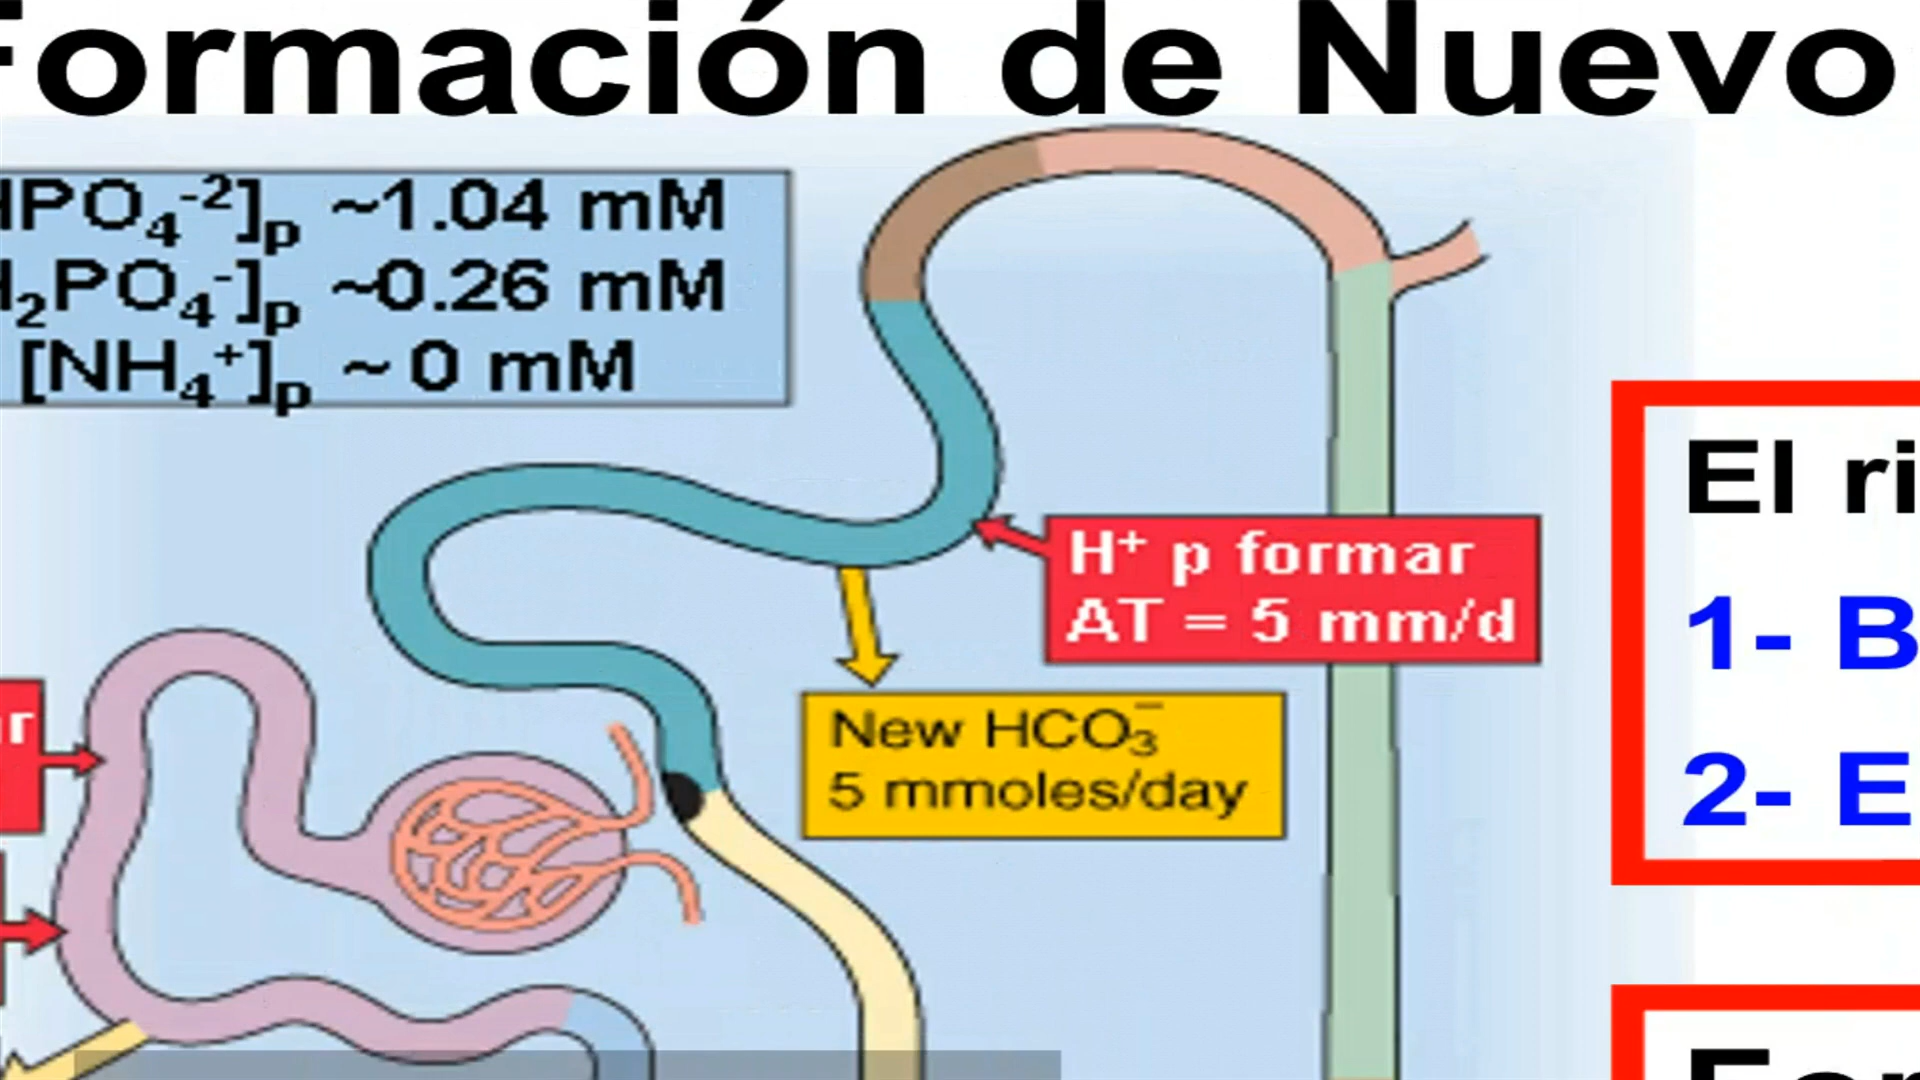 Formación de Nuevo
HPO₄⁻²]p ~1.04 mM
H₂PO₄⁻]p ~0.26 mM
[NH₄⁺]p ~ 0 mM
El
1-
2-
H⁺ p formar
AT = 5 mm/d
New HCO₃⁻
5 mmoles/day